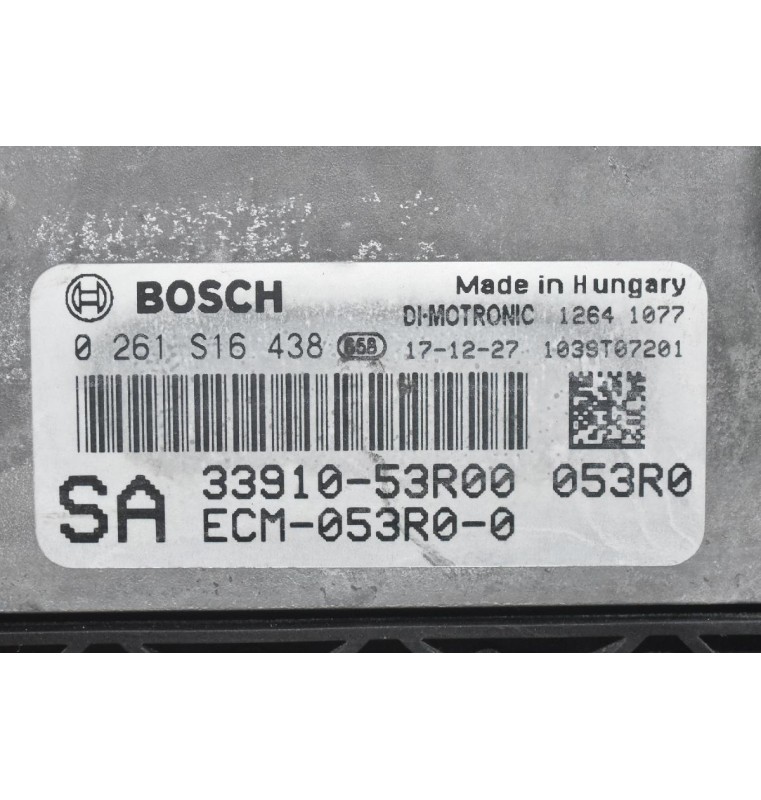 BOSCH Made in Hungary
DI-MOTRONIC 1264 1077
0 261 S16 438 658 17-12-27 1039T07201
SA 33910-53R00 053R0
ECM-053R0-0